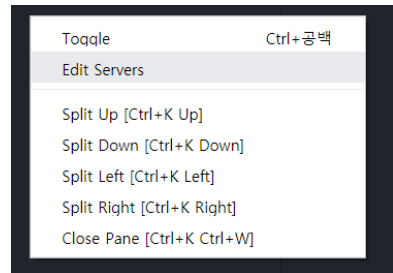 Toggle Ctrl+공백
Edit Servers
Split Up [Ctrl+K Up]
Split Down [Ctrl+K Down]
Split Left [Ctrl+K Left]
Split Right [Ctrl+K Right]
Close Pane [Ctrl+K Ctrl+W]